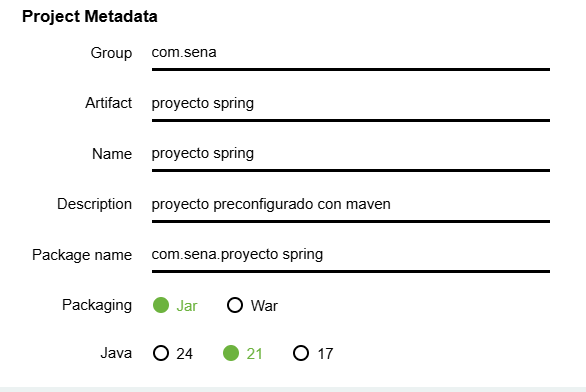 Project Metadata
Group com.sena
Artifact proyecto spring
Name proyecto spring
Description proyecto preconfigurado con maven
Package name com.sena.proyecto spring
Packaging Jar War
Java 24 21 17